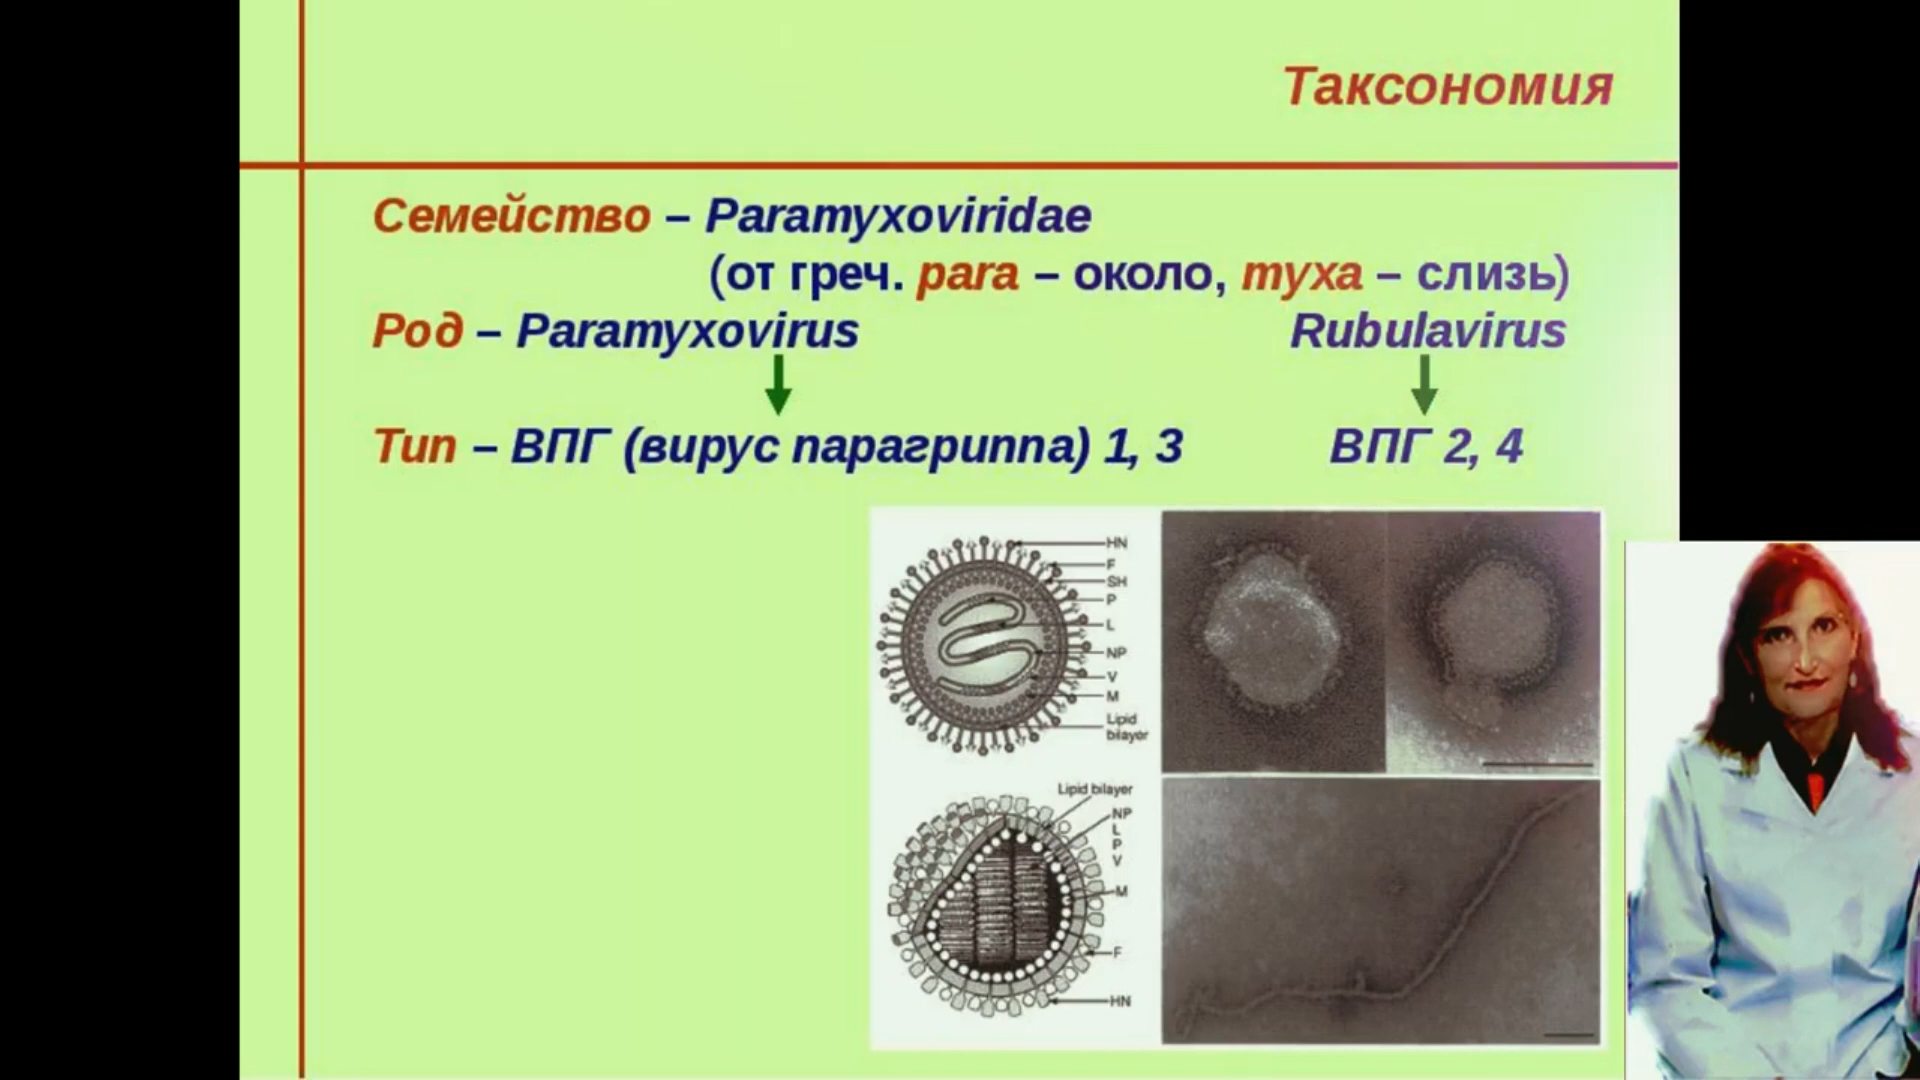 Таксономия
Семейство – Paramyxoviridae
(от греч. para – около, myxa – слизь)
Род – Paramyxovirus Rubulavirus
Тип – ВПГ (вирус парагриппа) 1, 3 ВПГ 2, 4
HN
F
SH
P
L
NP
V
M
Lipid
bilayer
Lipid bilayer
NP
L
P
V
M
F
HN